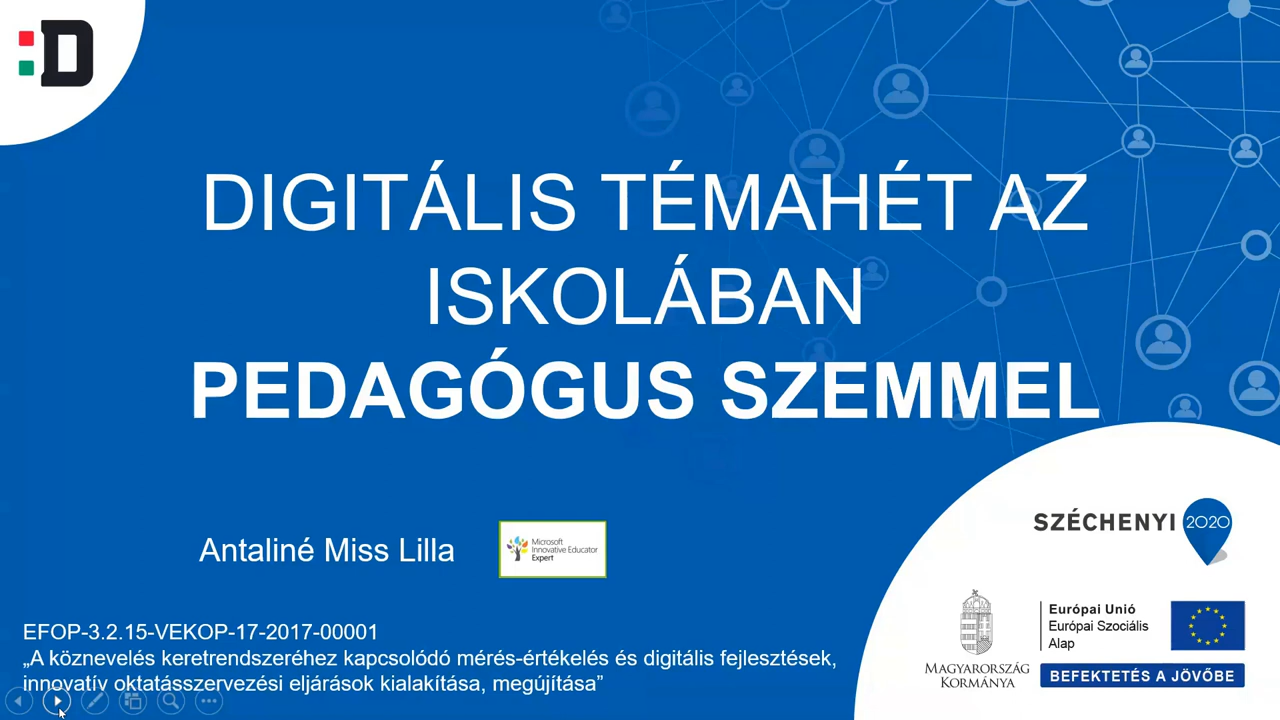 :D
DIGITÁLIS TÉMAHÉT AZ
ISKOLÁBAN
PEDAGÓGUS SZEMMEL
Antaliné Miss Lilla
Microsoft
Innovative Educator
Expert
SZÉCHENYI 2020
EFOP-3.2.15-VEKOP-17-2017-00001
„A köznevelés keretrendszeréhez kapcsolódó mérés-értékelés és digitális fejlesztések,
innovatív oktatásszervezési eljárások kialakítása, megújítása”
MAGYARORSZÁG
KORMÁNYA
Európai Unió
Európai Szociális
Alap
BEFEKTETÉS A JÖVŐBE